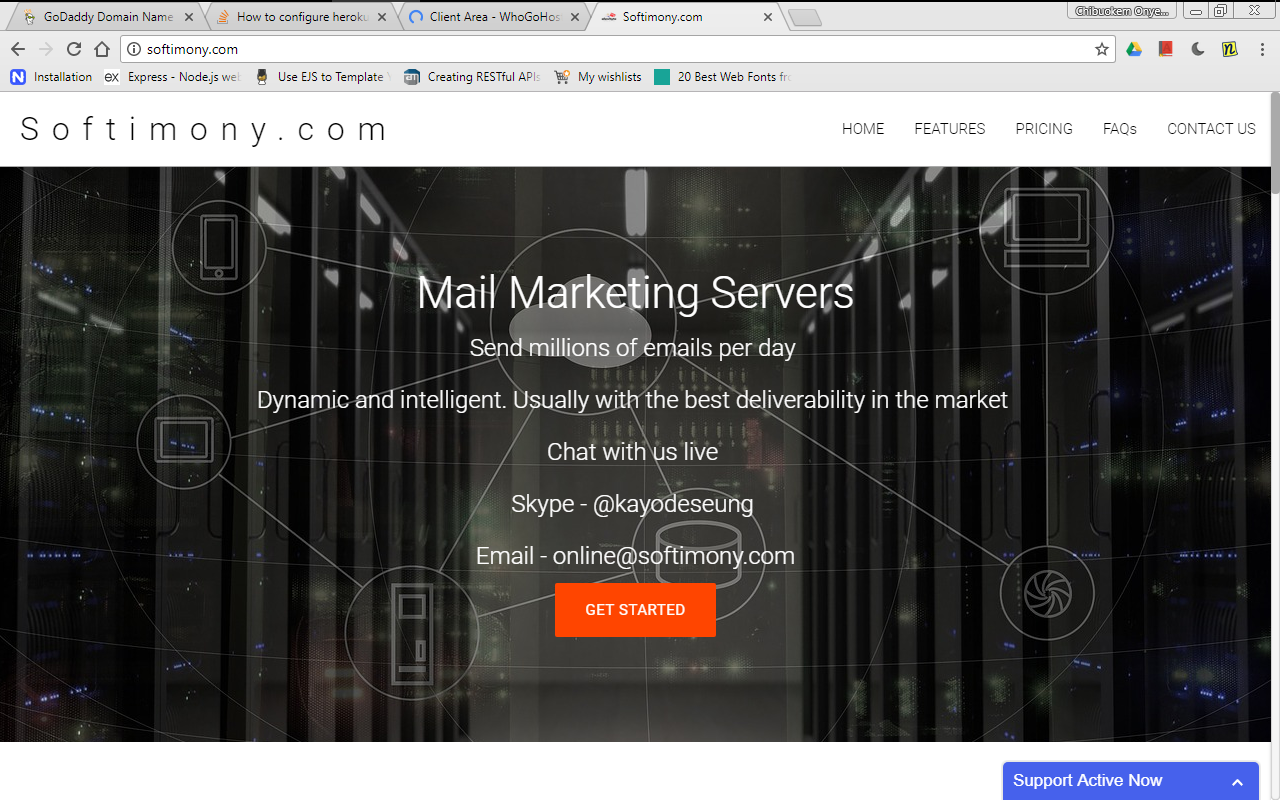 GoDaddy Domain Name
How to configure heroku
Client Area - WhoGoHos
Softimony.com
Chibuokem Onye...
softimony.com
Installation
ex Express - Node.js web
Use EJS to Template
Creating RESTful APIs
My wishlists
20 Best Web Fonts fr
Softimony.com
HOME
FEATURES
PRICING
FAQs
CONTACT US
Mail Marketing Servers
Send millions of emails per day
Dynamic and intelligent. Usually with the best deliverability in the market
Chat with us live
Skype - @kayodeseung
Email - online@softimony.com
GET STARTED
Support Active Now